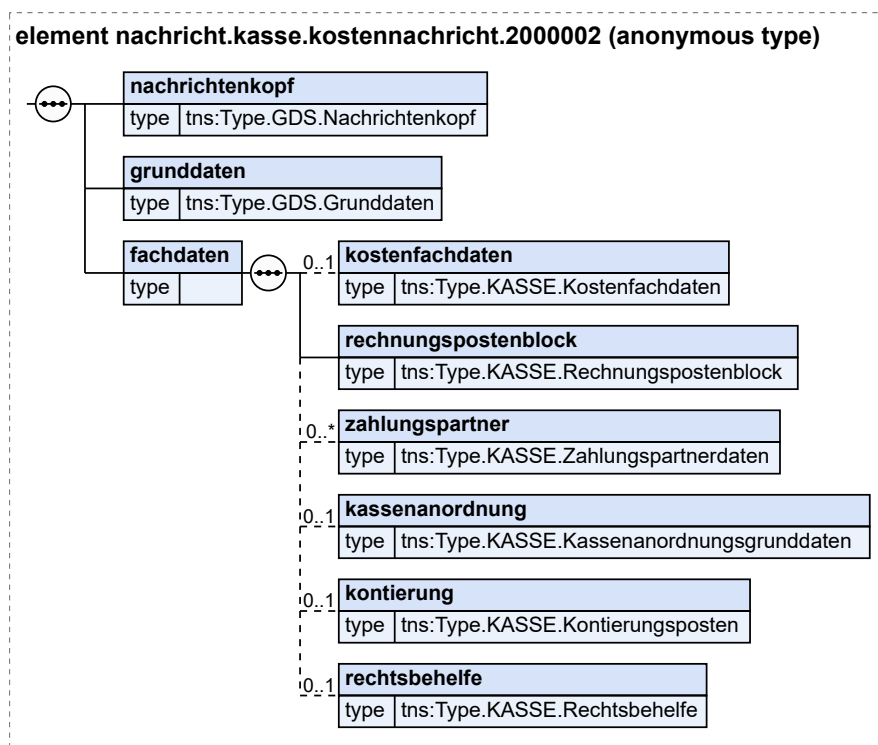 element nachricht.kasse.kostennachricht.2000002 (anonymous type)
nachrichtenkopf
type tns:Type.GDS.Nachrichtenkopf
grunddaten
type tns:Type.GDS.Grunddaten
fachdaten
type
0..1 kostenfachdaten
type tns:Type.KASSE.Kostenfachdaten
rechnungspostenblock
type tns:Type.KASSE.Rechnungspostenblock
0..* zahlungspartner
type tns:Type.KASSE.Zahlungspartnerdaten
0..1 kassenanordnung
type tns:Type.KASSE.Kassenanordnungsgrunddaten
0..1 kontierung
type tns:Type.KASSE.Kontierungsposten
0..1 rechtsbehelfe
type tns:Type.KASSE.Rechtsbehelfe